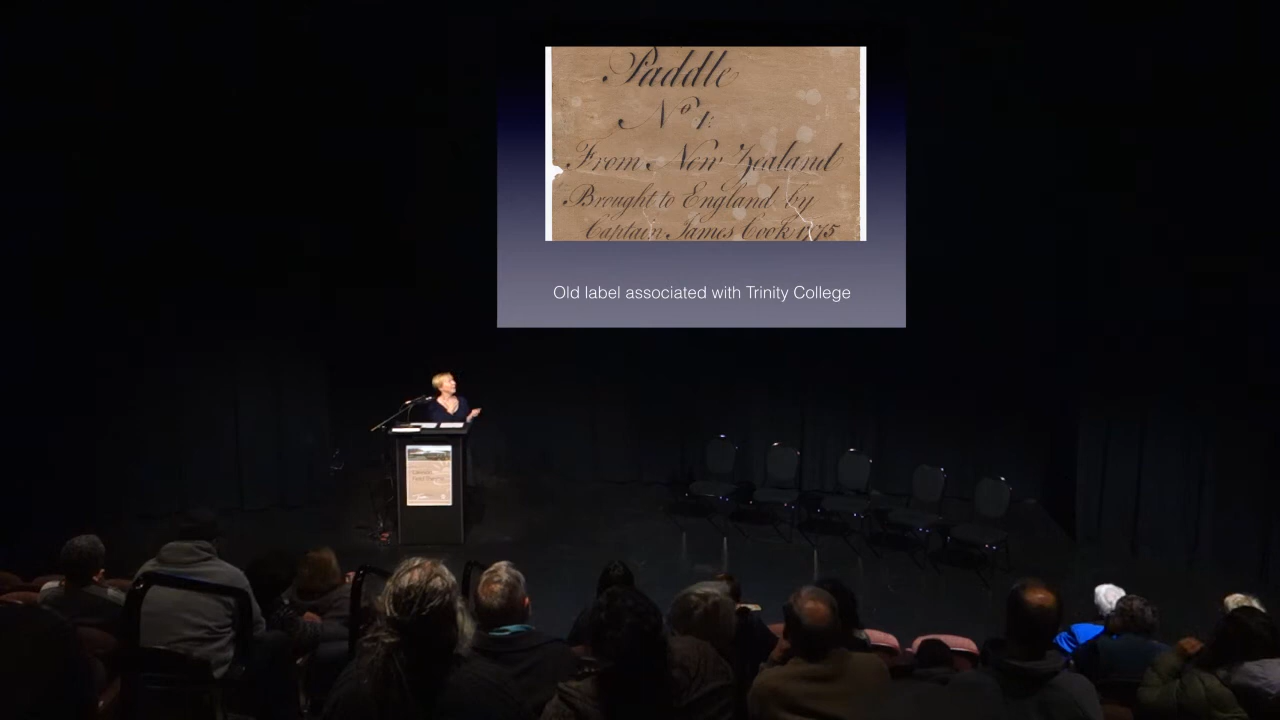 Paddle
Nº 1:
From New Zealand
Brought to England by
Captain James Cook 1775
Old label associated with Trinity College